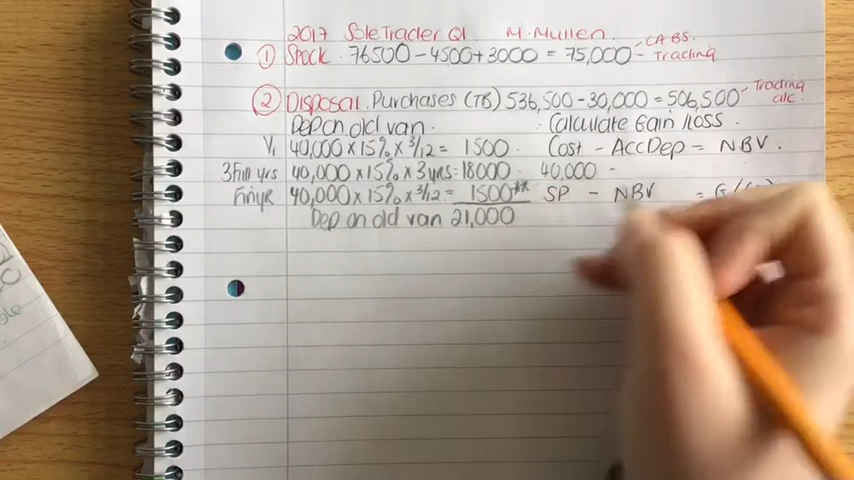 2017 Sole Trader Q1 M. Mullen
① Stock. 76500 - 4500 + 3000 = 75,000 - CA BS. Trading
② Disposal. Purchases (TB) 536,500 - 30,000 = 506,500 - Trading a/c.
Dep on old van. Calculate Gain/loss.
Y1 40,000 x 15% x 3/12 = 1500 Cost - AccDep = NBV.
3 Full yrs 40,000 x 15% x 3 yrs = 18000 40,000 -
Fin yr 40,000 x 15% x 3/12 = 1500** SP - NBV = G/
Dep on old van 21,000